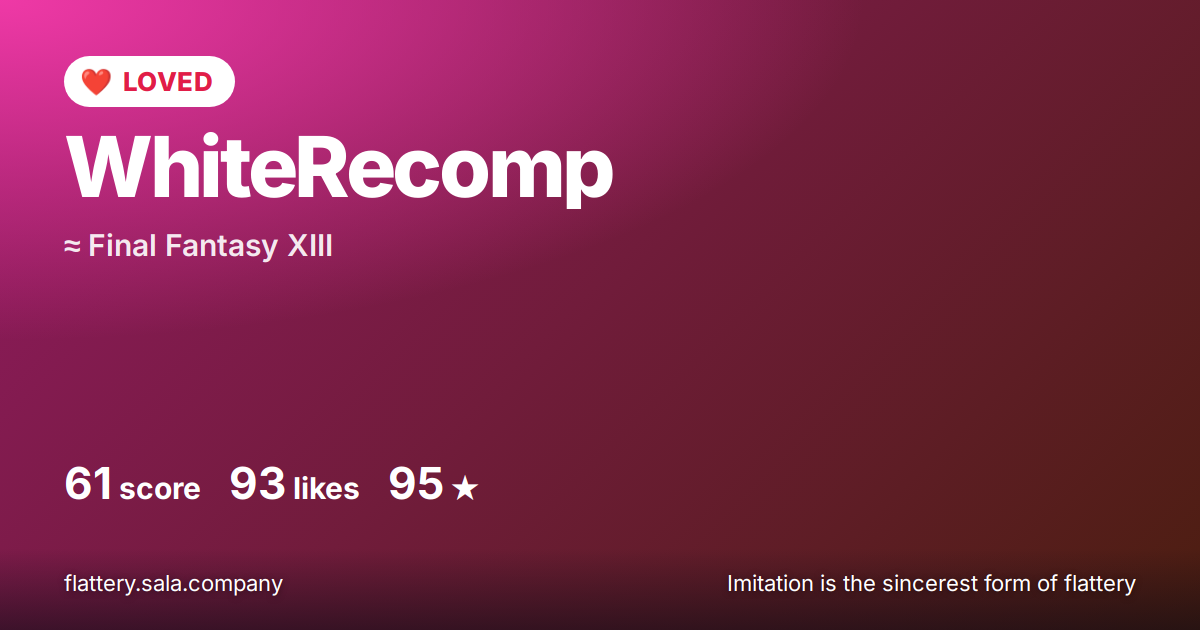 ❤️ LOVED
WhiteRecomp
≈ Final Fantasy XIII
61 score 93 likes 95 ★
flattery.sala.company
Imitation is the sincerest form of flattery